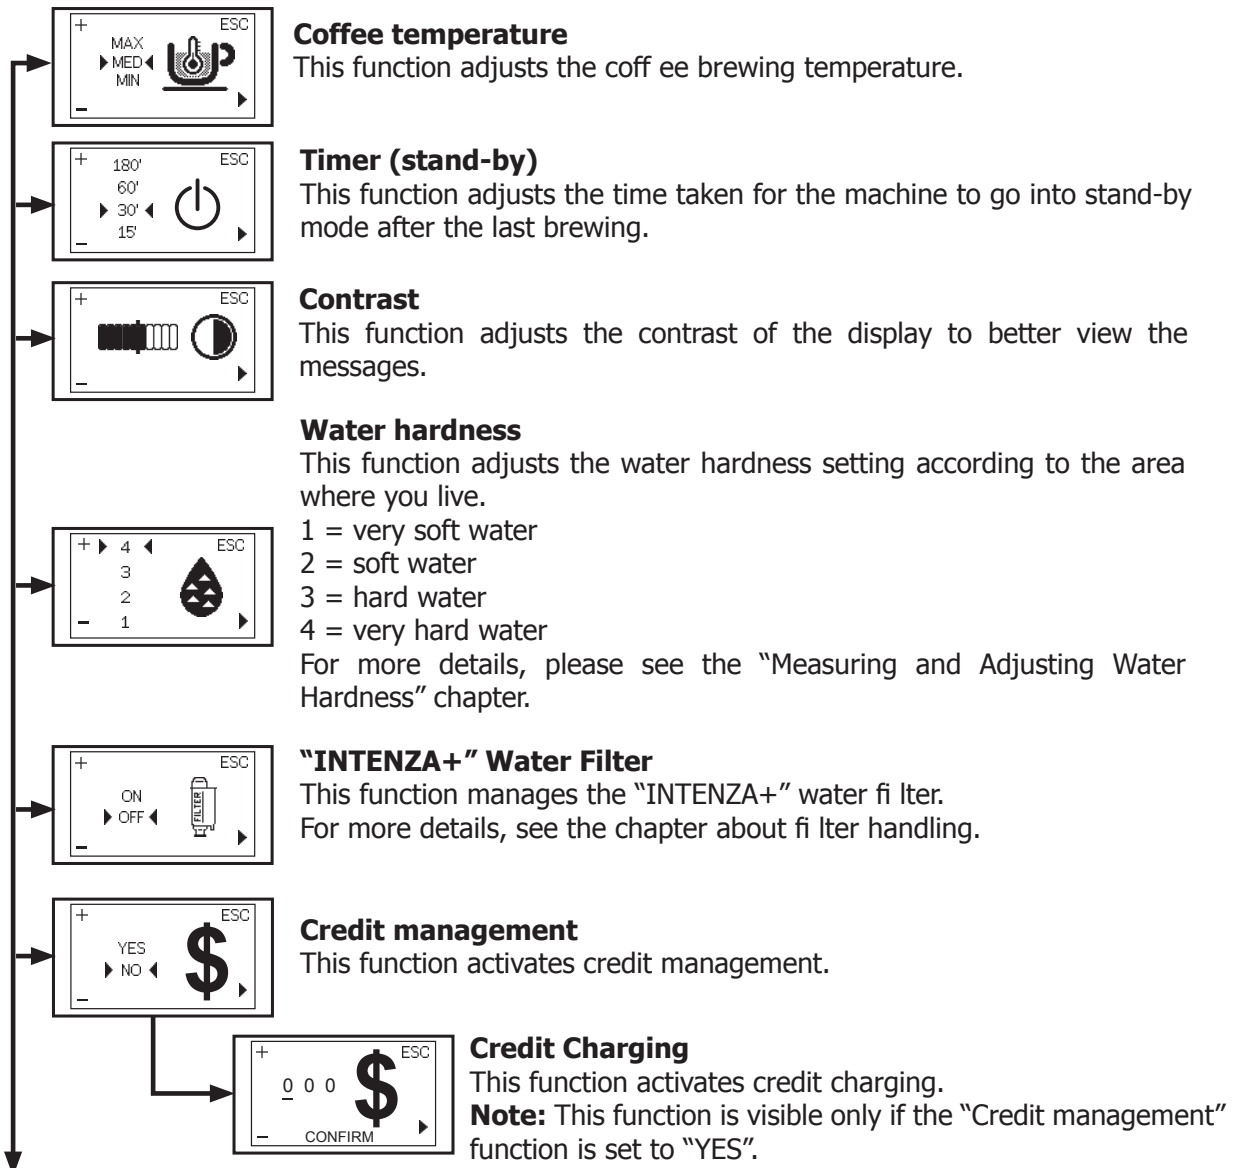 + ESC
MAX
MED
MIN
−
Coffee temperature
This function adjusts the coff ee brewing temperature.
+ ESC
180'
60'
30'
15'
−
Timer (stand-by)
This function adjusts the time taken for the machine to go into stand-by
mode after the last brewing.
+ ESC
−
Contrast
This function adjusts the contrast of the display to better view the
messages.
Water hardness
This function adjusts the water hardness setting according to the area
where you live.
1 = very soft water
2 = soft water
3 = hard water
4 = very hard water
For more details, please see the “Measuring and Adjusting Water
Hardness” chapter.
+ 4 ESC
3
2
− 1
+ ESC
ON
OFF
FILTER
−
“INTENZA+” Water Filter
This function manages the “INTENZA+” water fi lter.
For more details, see the chapter about fi lter handling.
+ ESC
YES
NO
$
−
Credit management
This function activates credit management.
+ ESC
0 0 0 $
− CONFIRM
Credit Charging
This function activates credit charging.
Note: This function is visible only if the “Credit management”
function is set to “YES”.